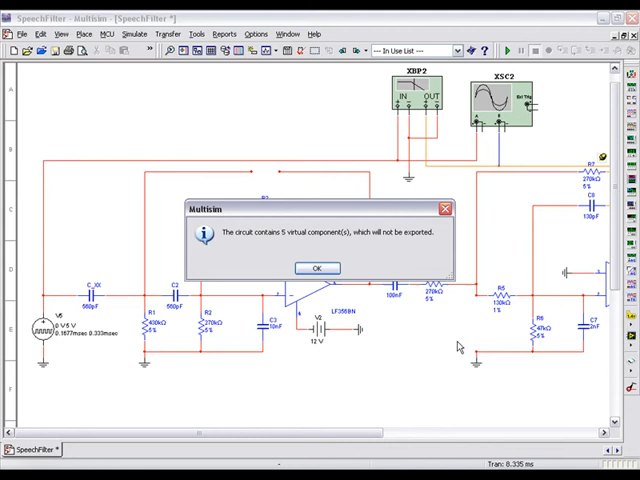 SpeechFilter - Multisim - [SpeechFilter *]
File Edit View Place MCU Simulate Transfer Tools Reports Options Window Help
--- In Use List ---
XBP2
XSC2
IN OUT
Ext Trig
A B
A
B
C
D
E
F
R7
270kΩ
5%
C8
130pF
Multisim
The circuit contains 5 virtual component(s), which will not be exported.
OK
C_XX
560pF
C2
560pF
100nF
270kΩ
5%
R5
130kΩ
1%
V5
0 V 5 V
0.1677msec 0.333msec
R1
430kΩ
5%
R2
270kΩ
5%
C3
10nF
LF356BN
4
V2
12 V
R6
47kΩ
5%
C7
2nF
SpeechFilter *
Tran: 8.335 ms